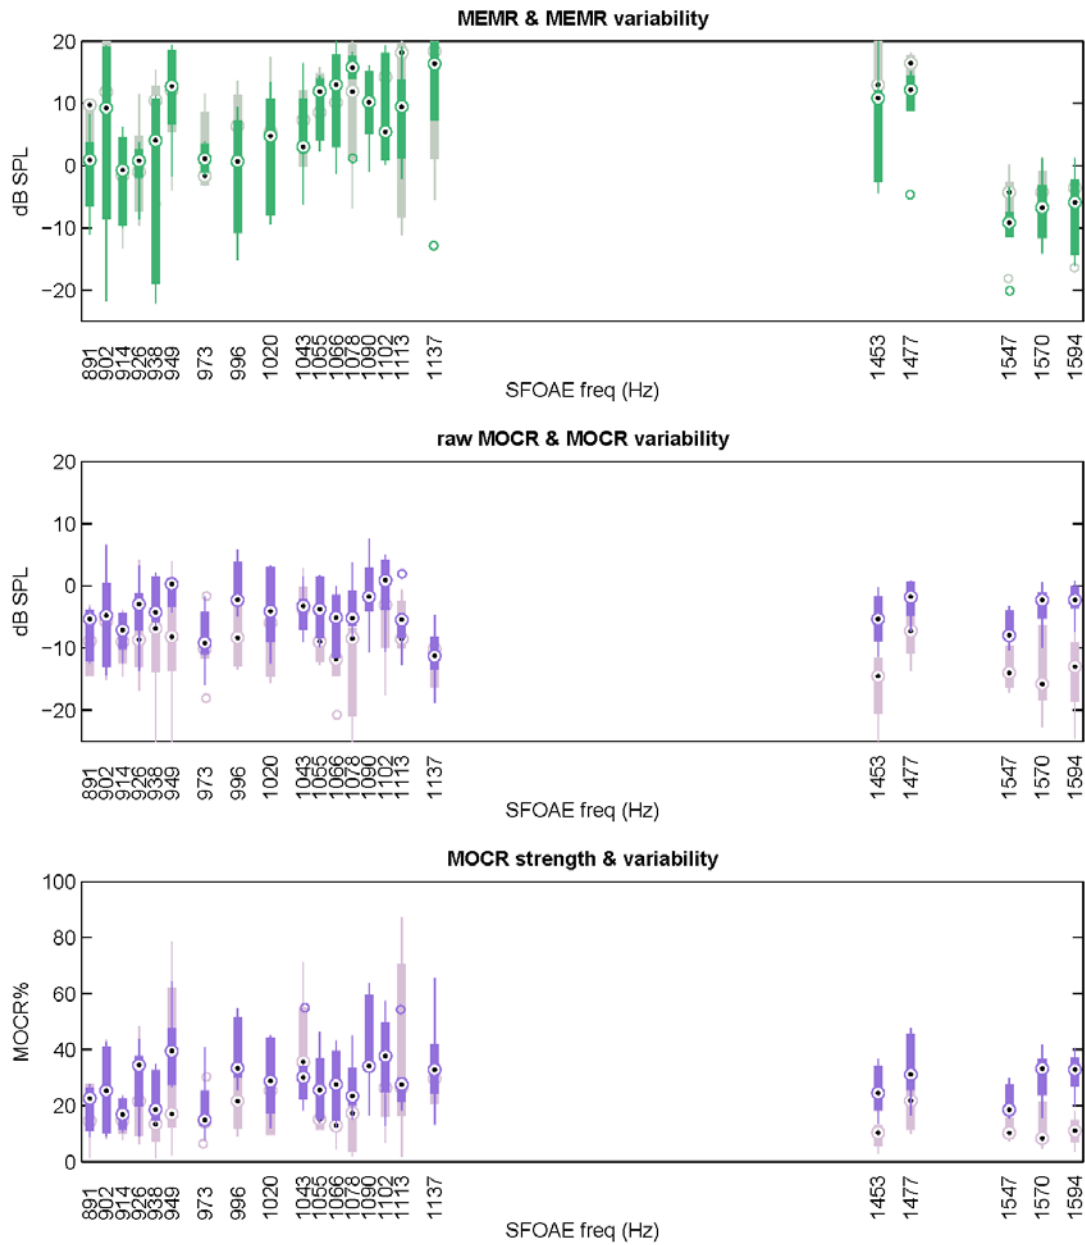 MEMR & MEMR variability
20
10
0
−10
−20
dB SPL
891 902 914 926 938 949 973 996 1020 1043 1055 1066 1078 1090 1102 1113 1137 1453 1477 1547 1570 1594
SFOAE freq (Hz)
raw MOCR & MOCR variability
20
10
0
−10
−20
dB SPL
891 902 914 926 938 949 973 996 1020 1043 1055 1066 1078 1090 1102 1113 1137 1453 1477 1547 1570 1594
SFOAE freq (Hz)
MOCR strength & variability
100
80
60
40
20
0
MOCR%
891 902 914 926 938 949 973 996 1020 1043 1055 1066 1078 1090 1102 1113 1137 1453 1477 1547 1570 1594
SFOAE freq (Hz)